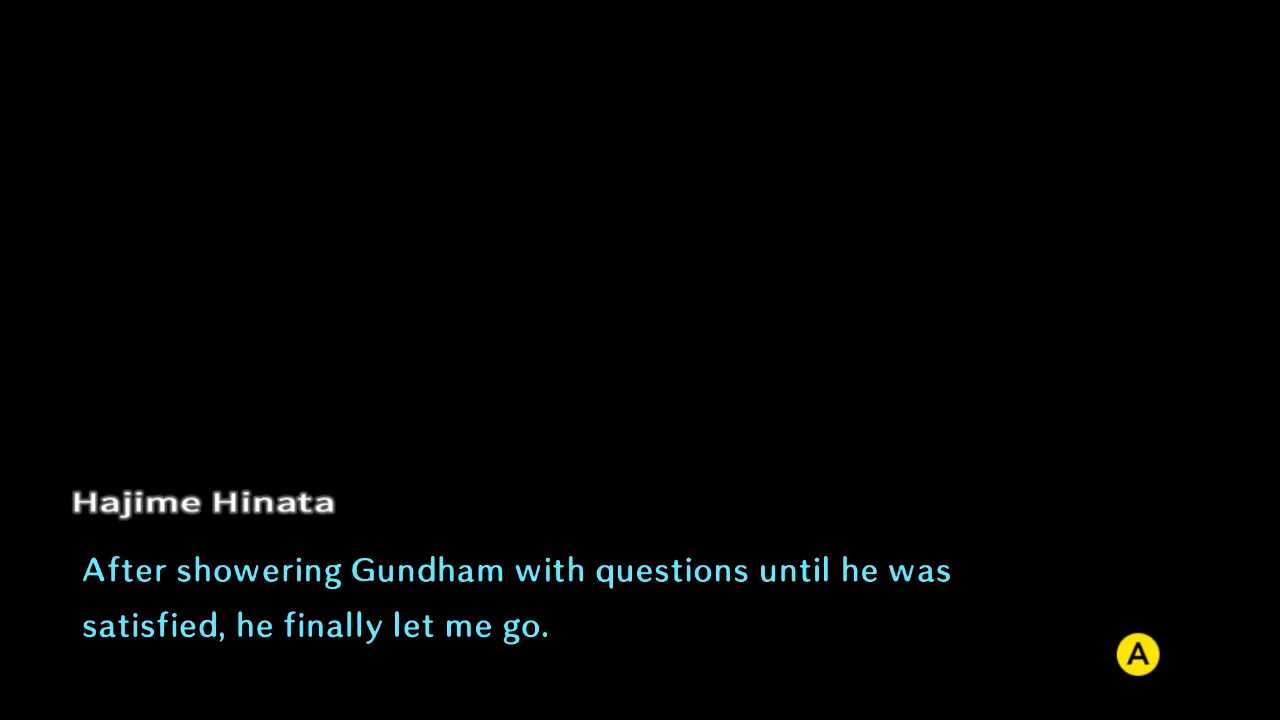 Hajime Hinata
After showering Gundham with questions until he was
satisfied, he finally let me go.
A